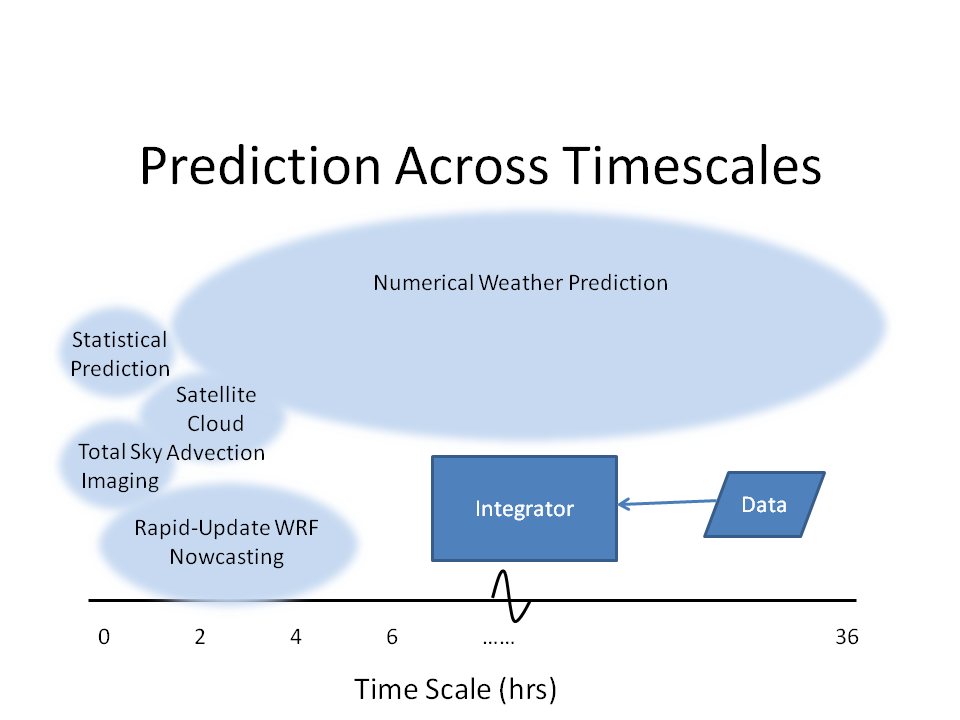 Prediction Across Timescales
Numerical Weather Prediction
Statistical
Prediction
Satellite
Cloud
Advection
Total Sky
Imaging
Rapid-Update WRF
Nowcasting
Integrator
Data
0 2 4 6 …… 36
Time Scale (hrs)